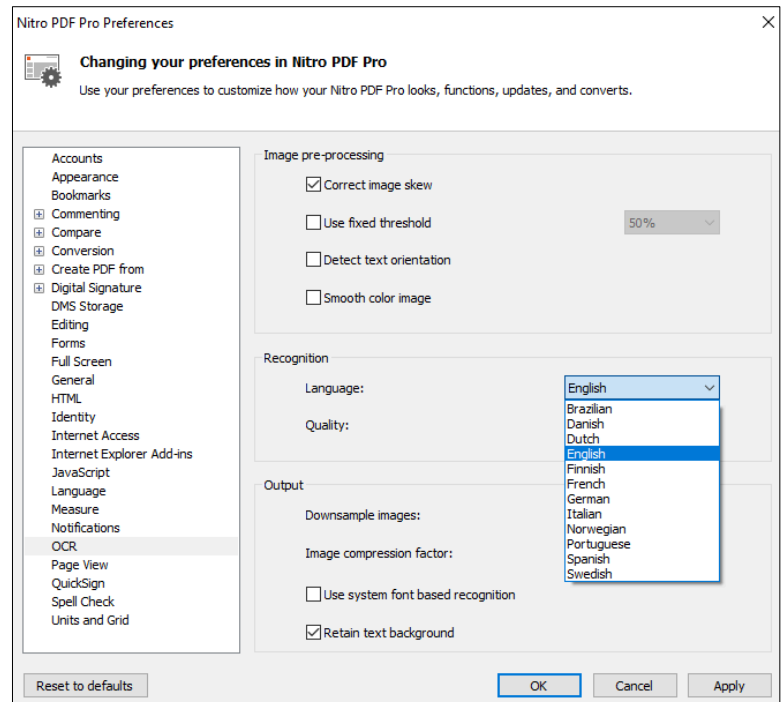 Nitro PDF Pro Preferences
Changing your preferences in Nitro PDF Pro
Use your preferences to customize how your Nitro PDF Pro looks, functions, updates, and converts.
Accounts
Appearance
Bookmarks
Commenting
Compare
Conversion
Create PDF from
Digital Signature
DMS Storage
Editing
Forms
Full Screen
General
HTML
Identity
Internet Access
Internet Explorer Add-ins
JavaScript
Language
Measure
Notifications
OCR
Page View
QuickSign
Spell Check
Units and Grid
Image pre-processing
Correct image skew
Use fixed threshold 50%
Detect text orientation
Smooth color image
Recognition
Language: English
Brazilian
Danish
Dutch
English
Finnish
French
German
Italian
Norwegian
Portuguese
Spanish
Swedish
Quality:
Output
Downsample images:
Image compression factor:
Use system font based recognition
Retain text background
Reset to defaults OK Cancel Apply